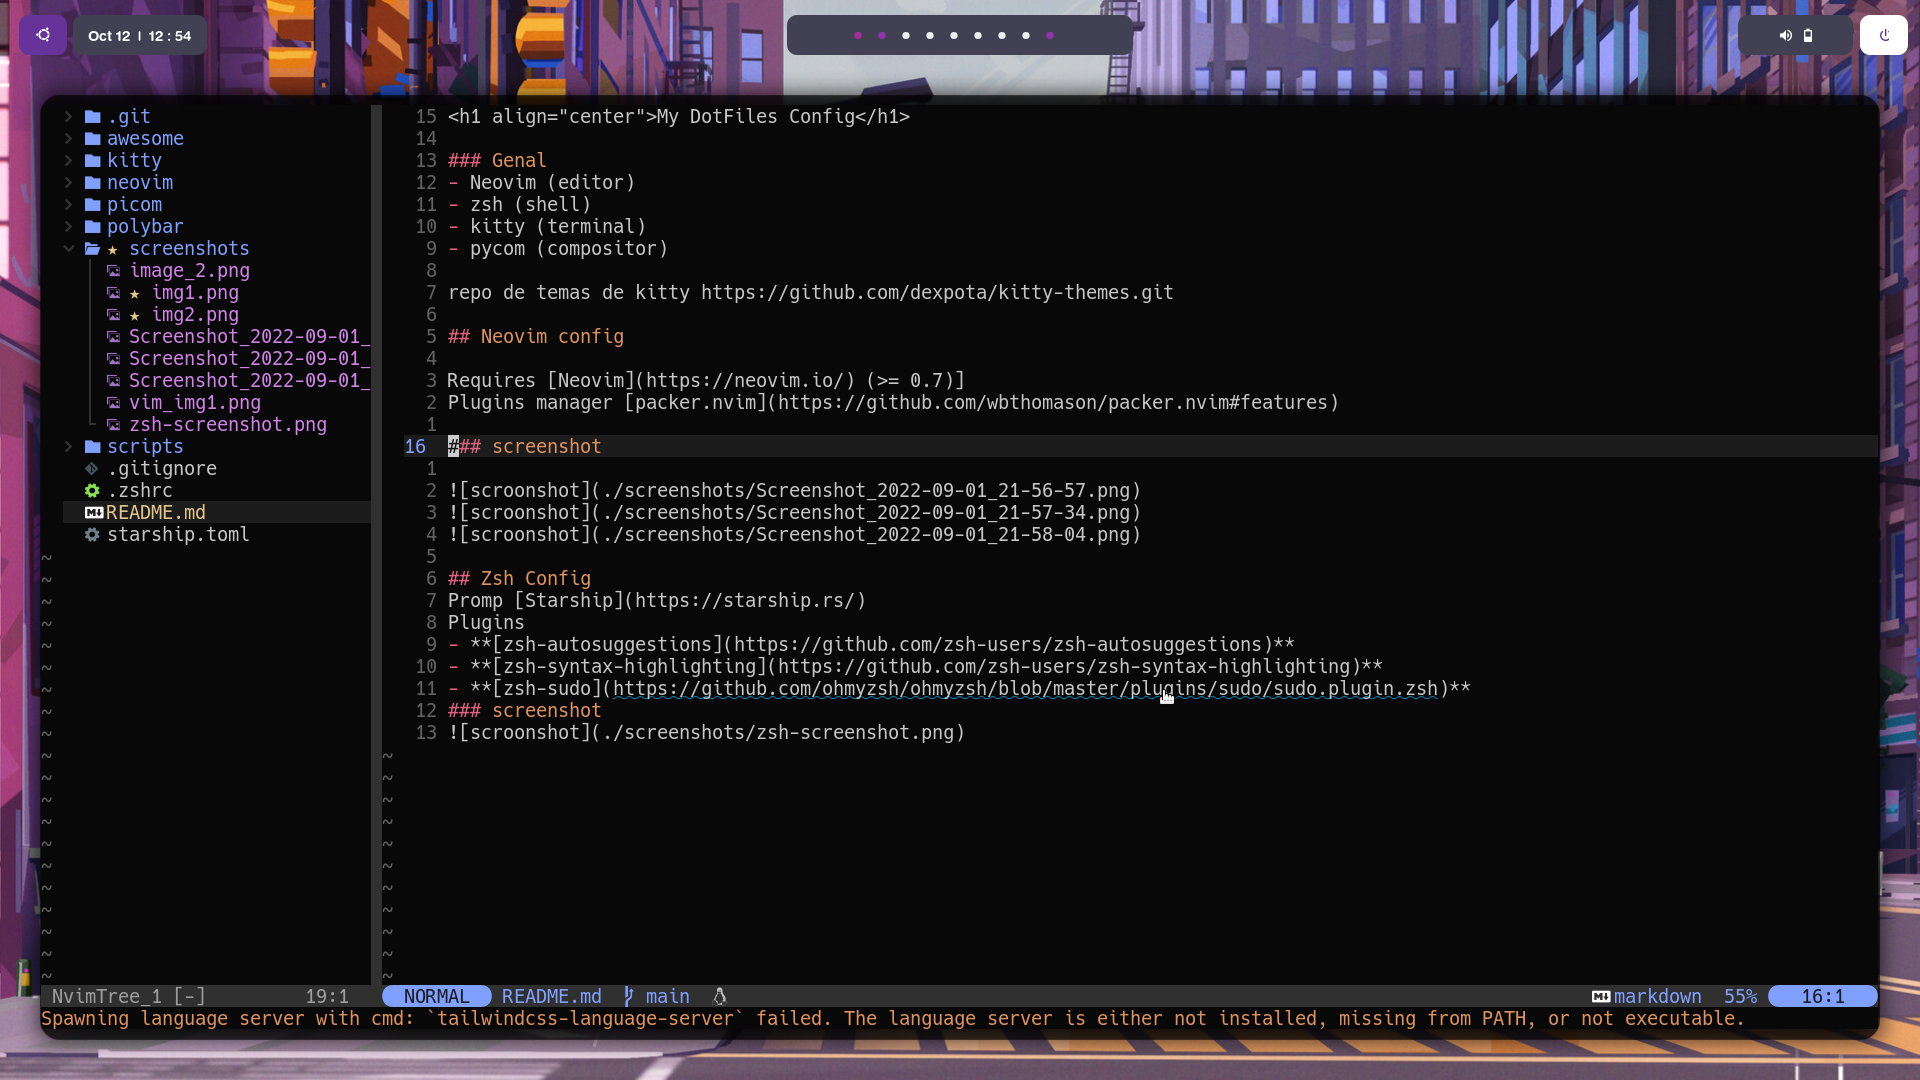 Oct 12 | 12 : 54
.git
awesome
kitty
neovim
picom
polybar
★ screenshots
image_2.png
★ img1.png
★ img2.png
Screenshot_2022-09-01_
Screenshot_2022-09-01_
Screenshot_2022-09-01_
vim_img1.png
zsh-screenshot.png
scripts
.gitignore
.zshrc
README.md
starship.toml
15 <h1 align="center">My DotFiles Config</h1>
14
13 ### Genal
12 - Neovim (editor)
11 - zsh (shell)
10 - kitty (terminal)
9 - pycom (compositor)
8
7 repo de temas de kitty https://github.com/dexpota/kitty-themes.git
6
5 ## Neovim config
4
3 Requires [Neovim](https://neovim.io/) (>= 0.7)]
2 Plugins manager [packer.nvim](https://github.com/wbthomason/packer.nvim#features)
1
16 ### screenshot
1
2 ![scroonshot](./screenshots/Screenshot_2022-09-01_21-56-57.png)
3 ![scroonshot](./screenshots/Screenshot_2022-09-01_21-57-34.png)
4 ![scroonshot](./screenshots/Screenshot_2022-09-01_21-58-04.png)
5
6 ## Zsh Config
7 Promp [Starship](https://starship.rs/)
8 Plugins
9 - **[zsh-autosuggestions](https://github.com/zsh-users/zsh-autosuggestions)**
10 - **[zsh-syntax-highlighting](https://github.com/zsh-users/zsh-syntax-highlighting)**
11 - **[zsh-sudo](https://github.com/ohmyzsh/ohmyzsh/blob/master/plugins/sudo/sudo.plugin.zsh)**
12 ### screenshot
13 ![scroonshot](./screenshots/zsh-screenshot.png)
NvimTree_1 [-] 19:1
NORMAL README.md main markdown 55% 16:1
Spawning language server with cmd: `tailwindcss-language-server` failed. The language server is either not installed, missing from PATH, or not executable.